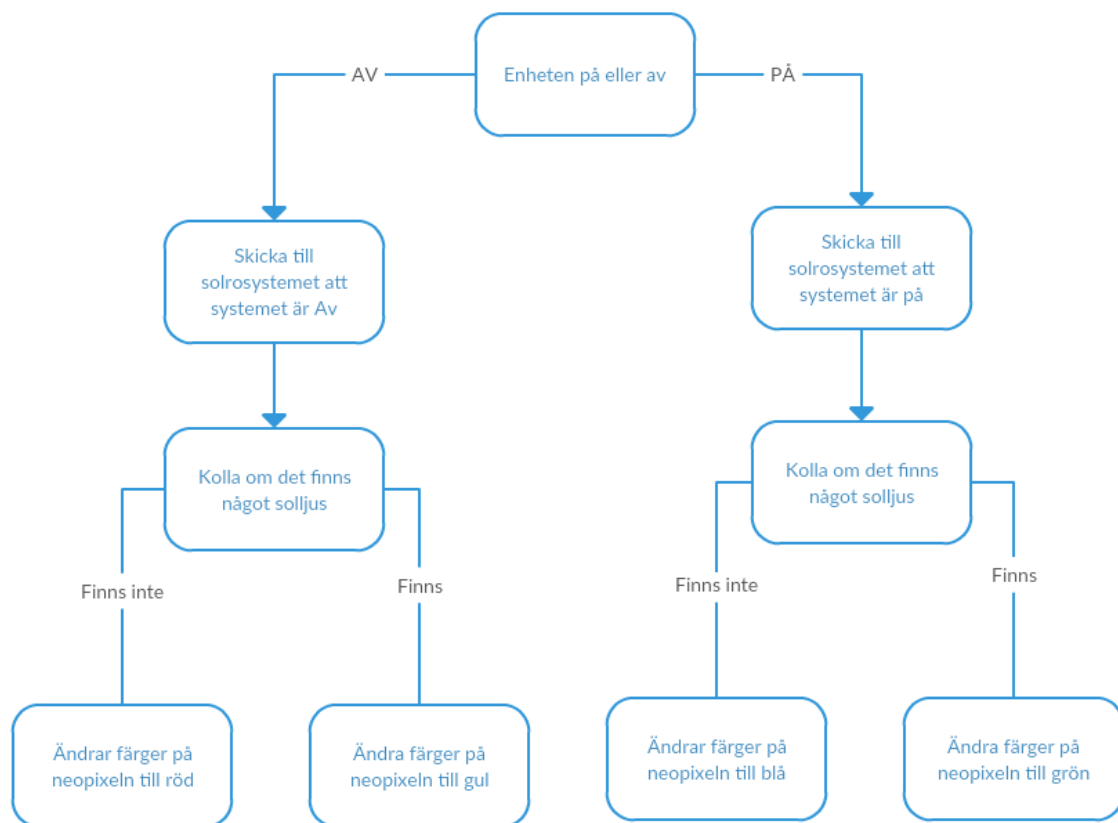 Enheten på eller av
AV
PÅ
Skicka till
solrosystemet att
systemet är Av
Skicka till
solrosystemet att
systemet är på
Kolla om det finns
något solljus
Kolla om det finns
något solljus
Finns inte
Finns
Finns inte
Finns
Ändrar färger på
neopixeln till röd
Ändra färger på
neopixeln till gul
Ändrar färger på
neopixeln till blå
Ändra färger på
neopixeln till grön